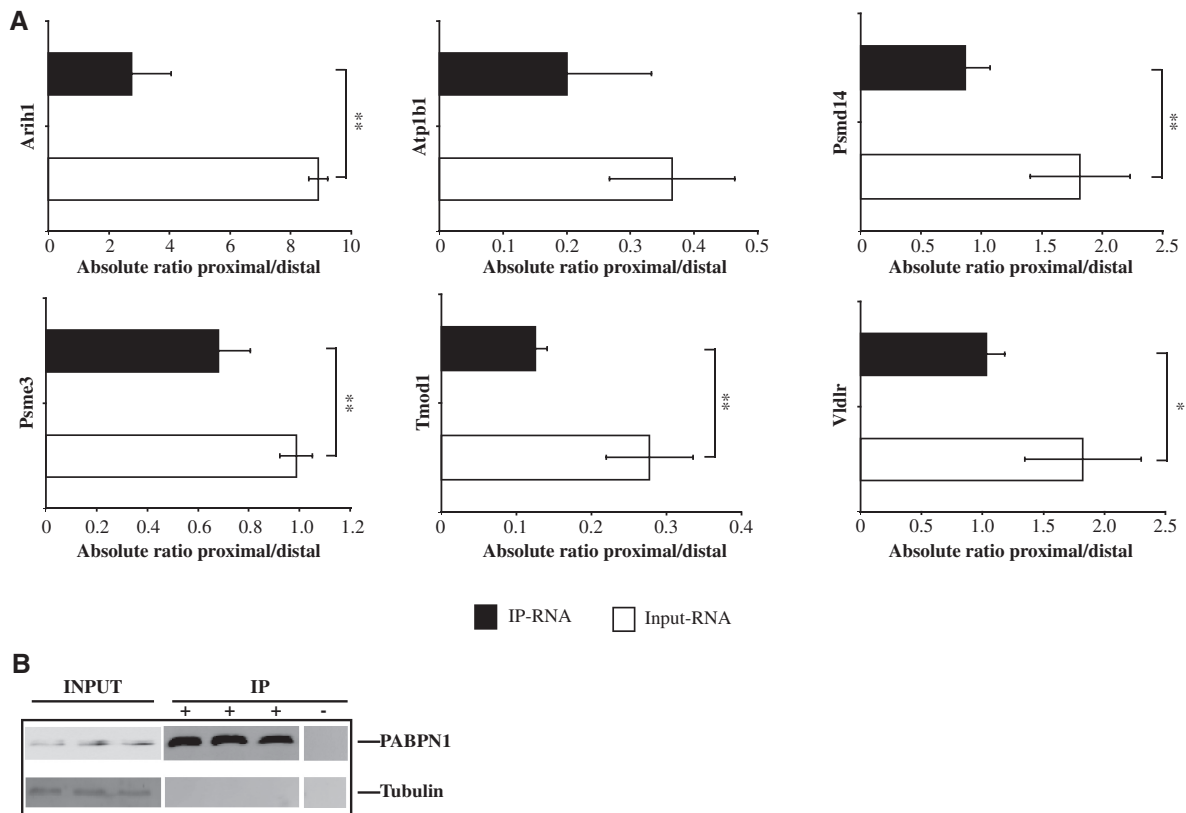 A
Arih1
**
0 2 4 6 8 10
Absolute ratio proximal/distal
Atp1b1
0 0.1 0.2 0.3 0.4 0.5
Absolute ratio proximal/distal
Psmd14
**
0 0.5 1.0 1.5 2.0 2.5
Absolute ratio proximal/distal
Psme3
**
0 0.2 0.4 0.6 0.8 1.0 1.2
Absolute ratio proximal/distal
Tmod1
**
0 0.1 0.2 0.3 0.4
Absolute ratio proximal/distal
Vldlr
*
0 0.5 1.0 1.5 2.0 2.5
Absolute ratio proximal/distal
IP-RNA Input-RNA
B
INPUT IP
+ + + -
PABPN1
Tubulin